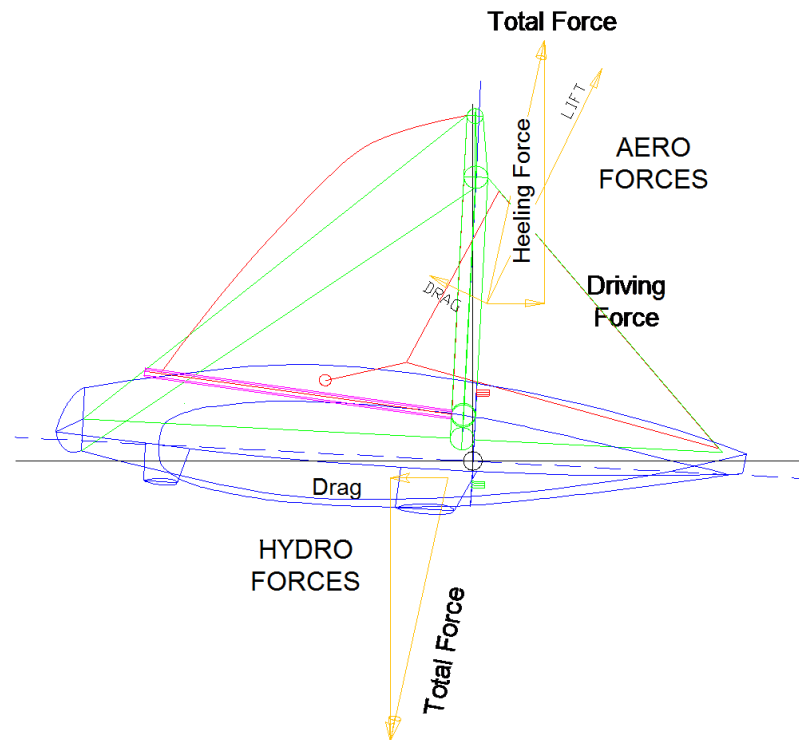 Total Force
LIFT
AERO
FORCES
Heeling Force
DRAG
Driving
Force
Drag
HYDRO
FORCES
Total Force